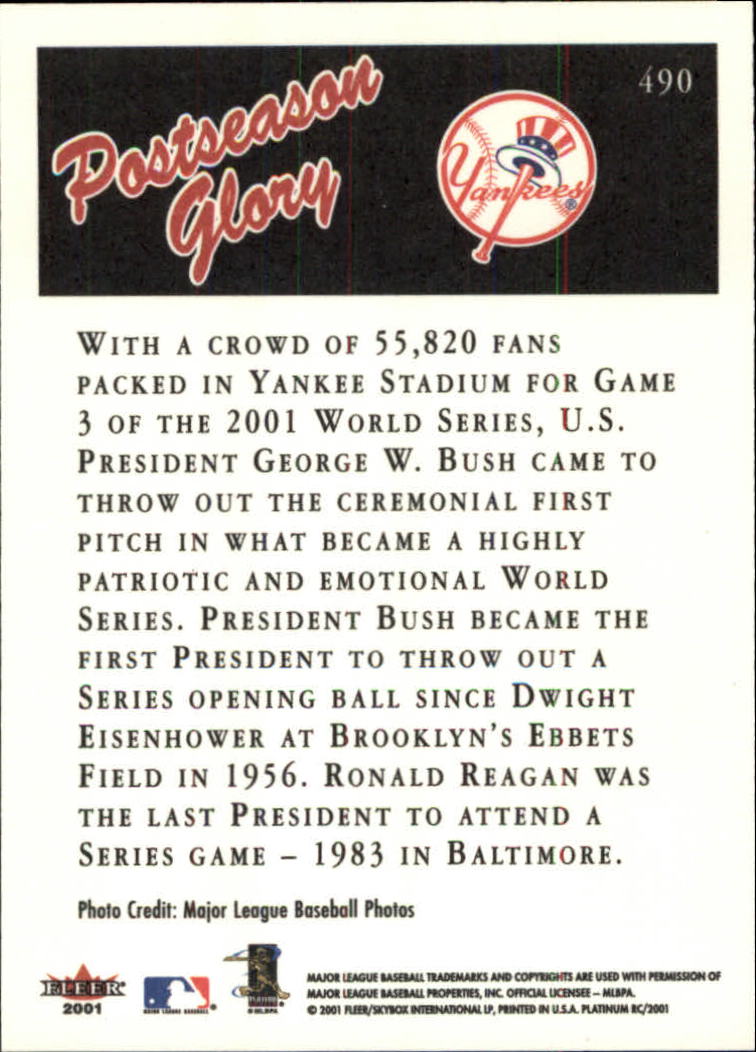 490
Postseason
Glory
Yankees
®
WITH A CROWD OF 55,820 FANS
PACKED IN YANKEE STADIUM FOR GAME
3 OF THE 2001 WORLD SERIES, U.S.
PRESIDENT GEORGE W. BUSH CAME TO
THROW OUT THE CEREMONIAL FIRST
PITCH IN WHAT BECAME A HIGHLY
PATRIOTIC AND EMOTIONAL WORLD
SERIES. PRESIDENT BUSH BECAME THE
FIRST PRESIDENT TO THROW OUT A
SERIES OPENING BALL SINCE DWIGHT
EISENHOWER AT BROOKLYN'S EBBETS
FIELD IN 1956. RONALD REAGAN WAS
THE LAST PRESIDENT TO ATTEND A
SERIES GAME – 1983 IN BALTIMORE.
Photo Credit: Major League Baseball Photos
FLEER
2001
MAJOR LEAGUE BASEBALL
©MLBPA
MAJOR LEAGUE BASEBALL TRADEMARKS AND COPYRIGHTS ARE USED WITH PERMISSION OF
MAJOR LEAGUE BASEBALL PROPERTIES, INC. OFFICIAL LICENSEE – MLBPA.
© 2001 FLEER/SKYBOX INTERNATIONAL LP, PRINTED IN U.S.A. PLATINUM RC/2001